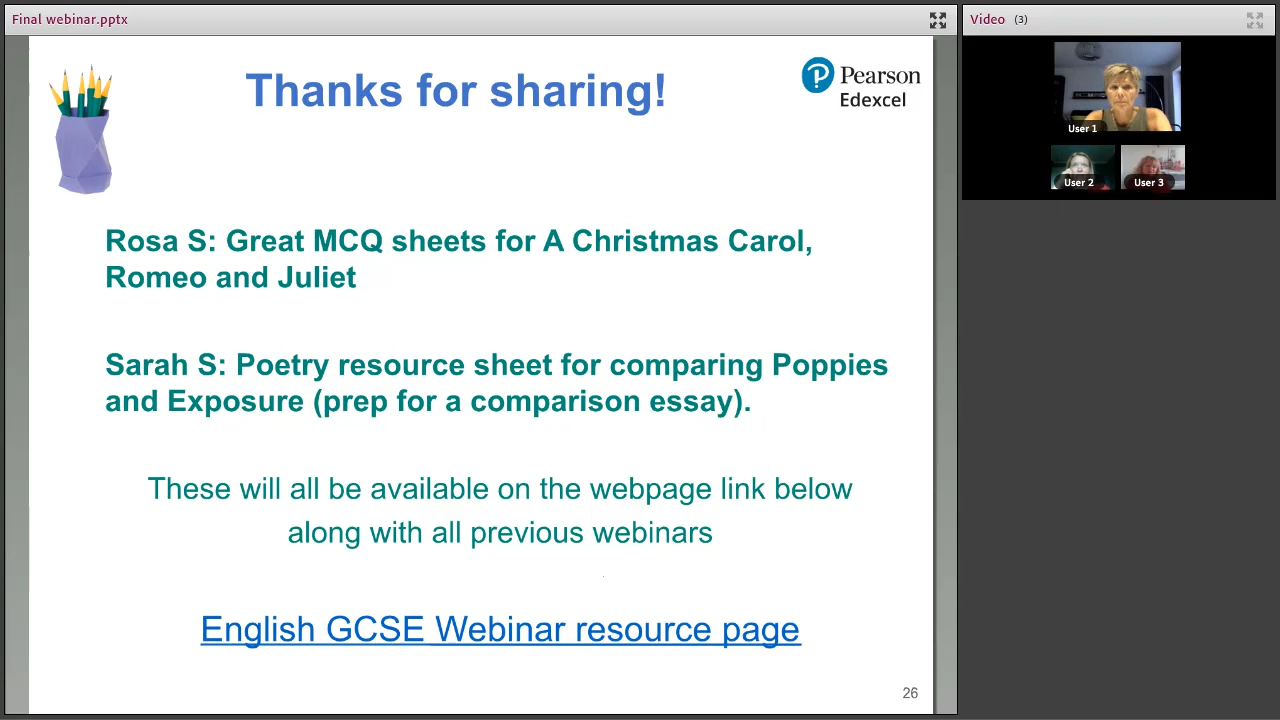 Final webinar.pptx
Thanks for sharing!
Pearson
Edexcel
Rosa S: Great MCQ sheets for A Christmas Carol,
Romeo and Juliet
Sarah S: Poetry resource sheet for comparing Poppies
and Exposure (prep for a comparison essay).
These will all be available on the webpage link below
along with all previous webinars
English GCSE Webinar resource page
26
Video (3)
User 1
User 2
User 3